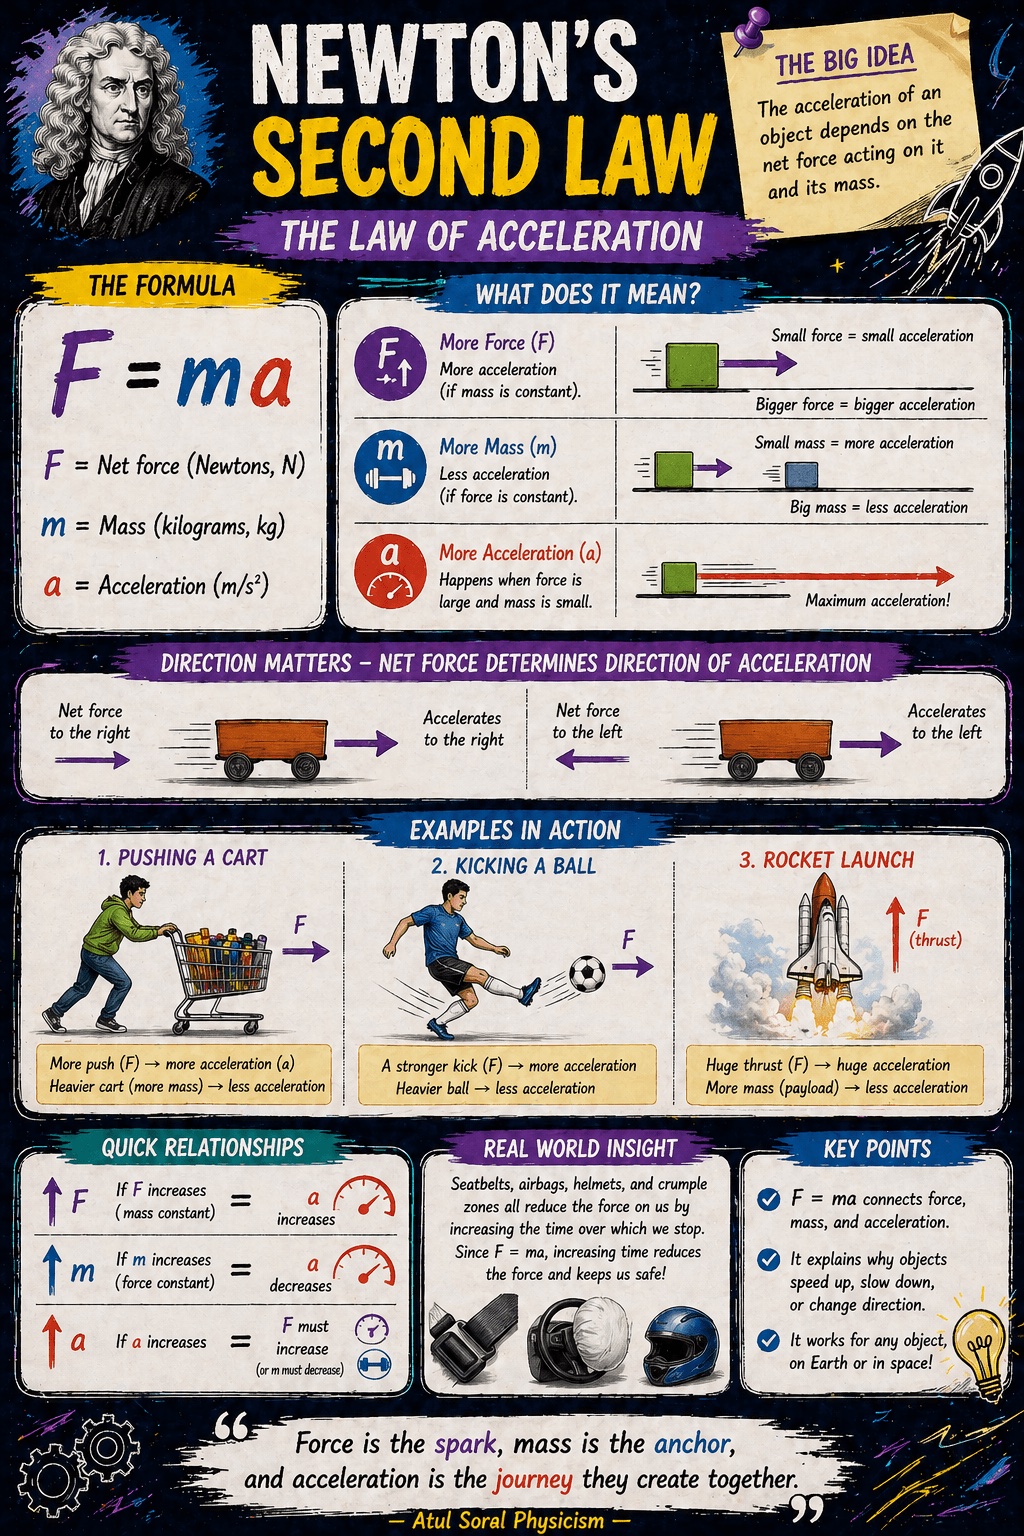 NEWTON'S
SECOND LAW
THE LAW OF ACCELERATION
THE BIG IDEA
The acceleration of an
object depends on the
net force acting on it
and its mass.
THE FORMULA
F = ma
F = Net force (Newtons, N)
m = Mass (kilograms, kg)
a = Acceleration (m/s²)
WHAT DOES IT MEAN?
F
More Force (F)
More acceleration
(if mass is constant).
Small force = small acceleration
Bigger force = bigger acceleration
m
More Mass (m)
Less acceleration
(if force is constant).
Small mass = more acceleration
Big mass = less acceleration
a
More Acceleration (a)
Happens when force is
large and mass is small.
Maximum acceleration!
DIRECTION MATTERS – NET FORCE DETERMINES DIRECTION OF ACCELERATION
Net force
to the right
Accelerates
to the right
Net force
to the left
Accelerates
to the left
EXAMPLES IN ACTION
1. PUSHING A CART
F
More push (F) → more acceleration (a)
Heavier cart (more mass) → less acceleration
2. KICKING A BALL
F
A stronger kick (F) → more acceleration
Heavier ball → less acceleration
3. ROCKET LAUNCH
F
(thrust)
Huge thrust (F) → huge acceleration
More mass (payload) → less acceleration
QUICK RELATIONSHIPS
↑ F If F increases
(mass constant)
=
a
increases
↑ m If m increases
(force constant)
=
a
decreases
↑ a If a increases
=
F must
increase
(or m must decrease)
REAL WORLD INSIGHT
Seatbelts, airbags, helmets, and crumple
zones all reduce the force on us by
increasing the time over which we stop.
Since F = ma, increasing time reduces
the force and keeps us safe!
KEY POINTS
F = ma connects force,
mass, and acceleration.
It explains why objects
speed up, slow down,
or change direction.
It works for any object,
on Earth or in space!
“Force is the spark, mass is the anchor,
and acceleration is the journey they create together.”
— Atul Soral Physicism —